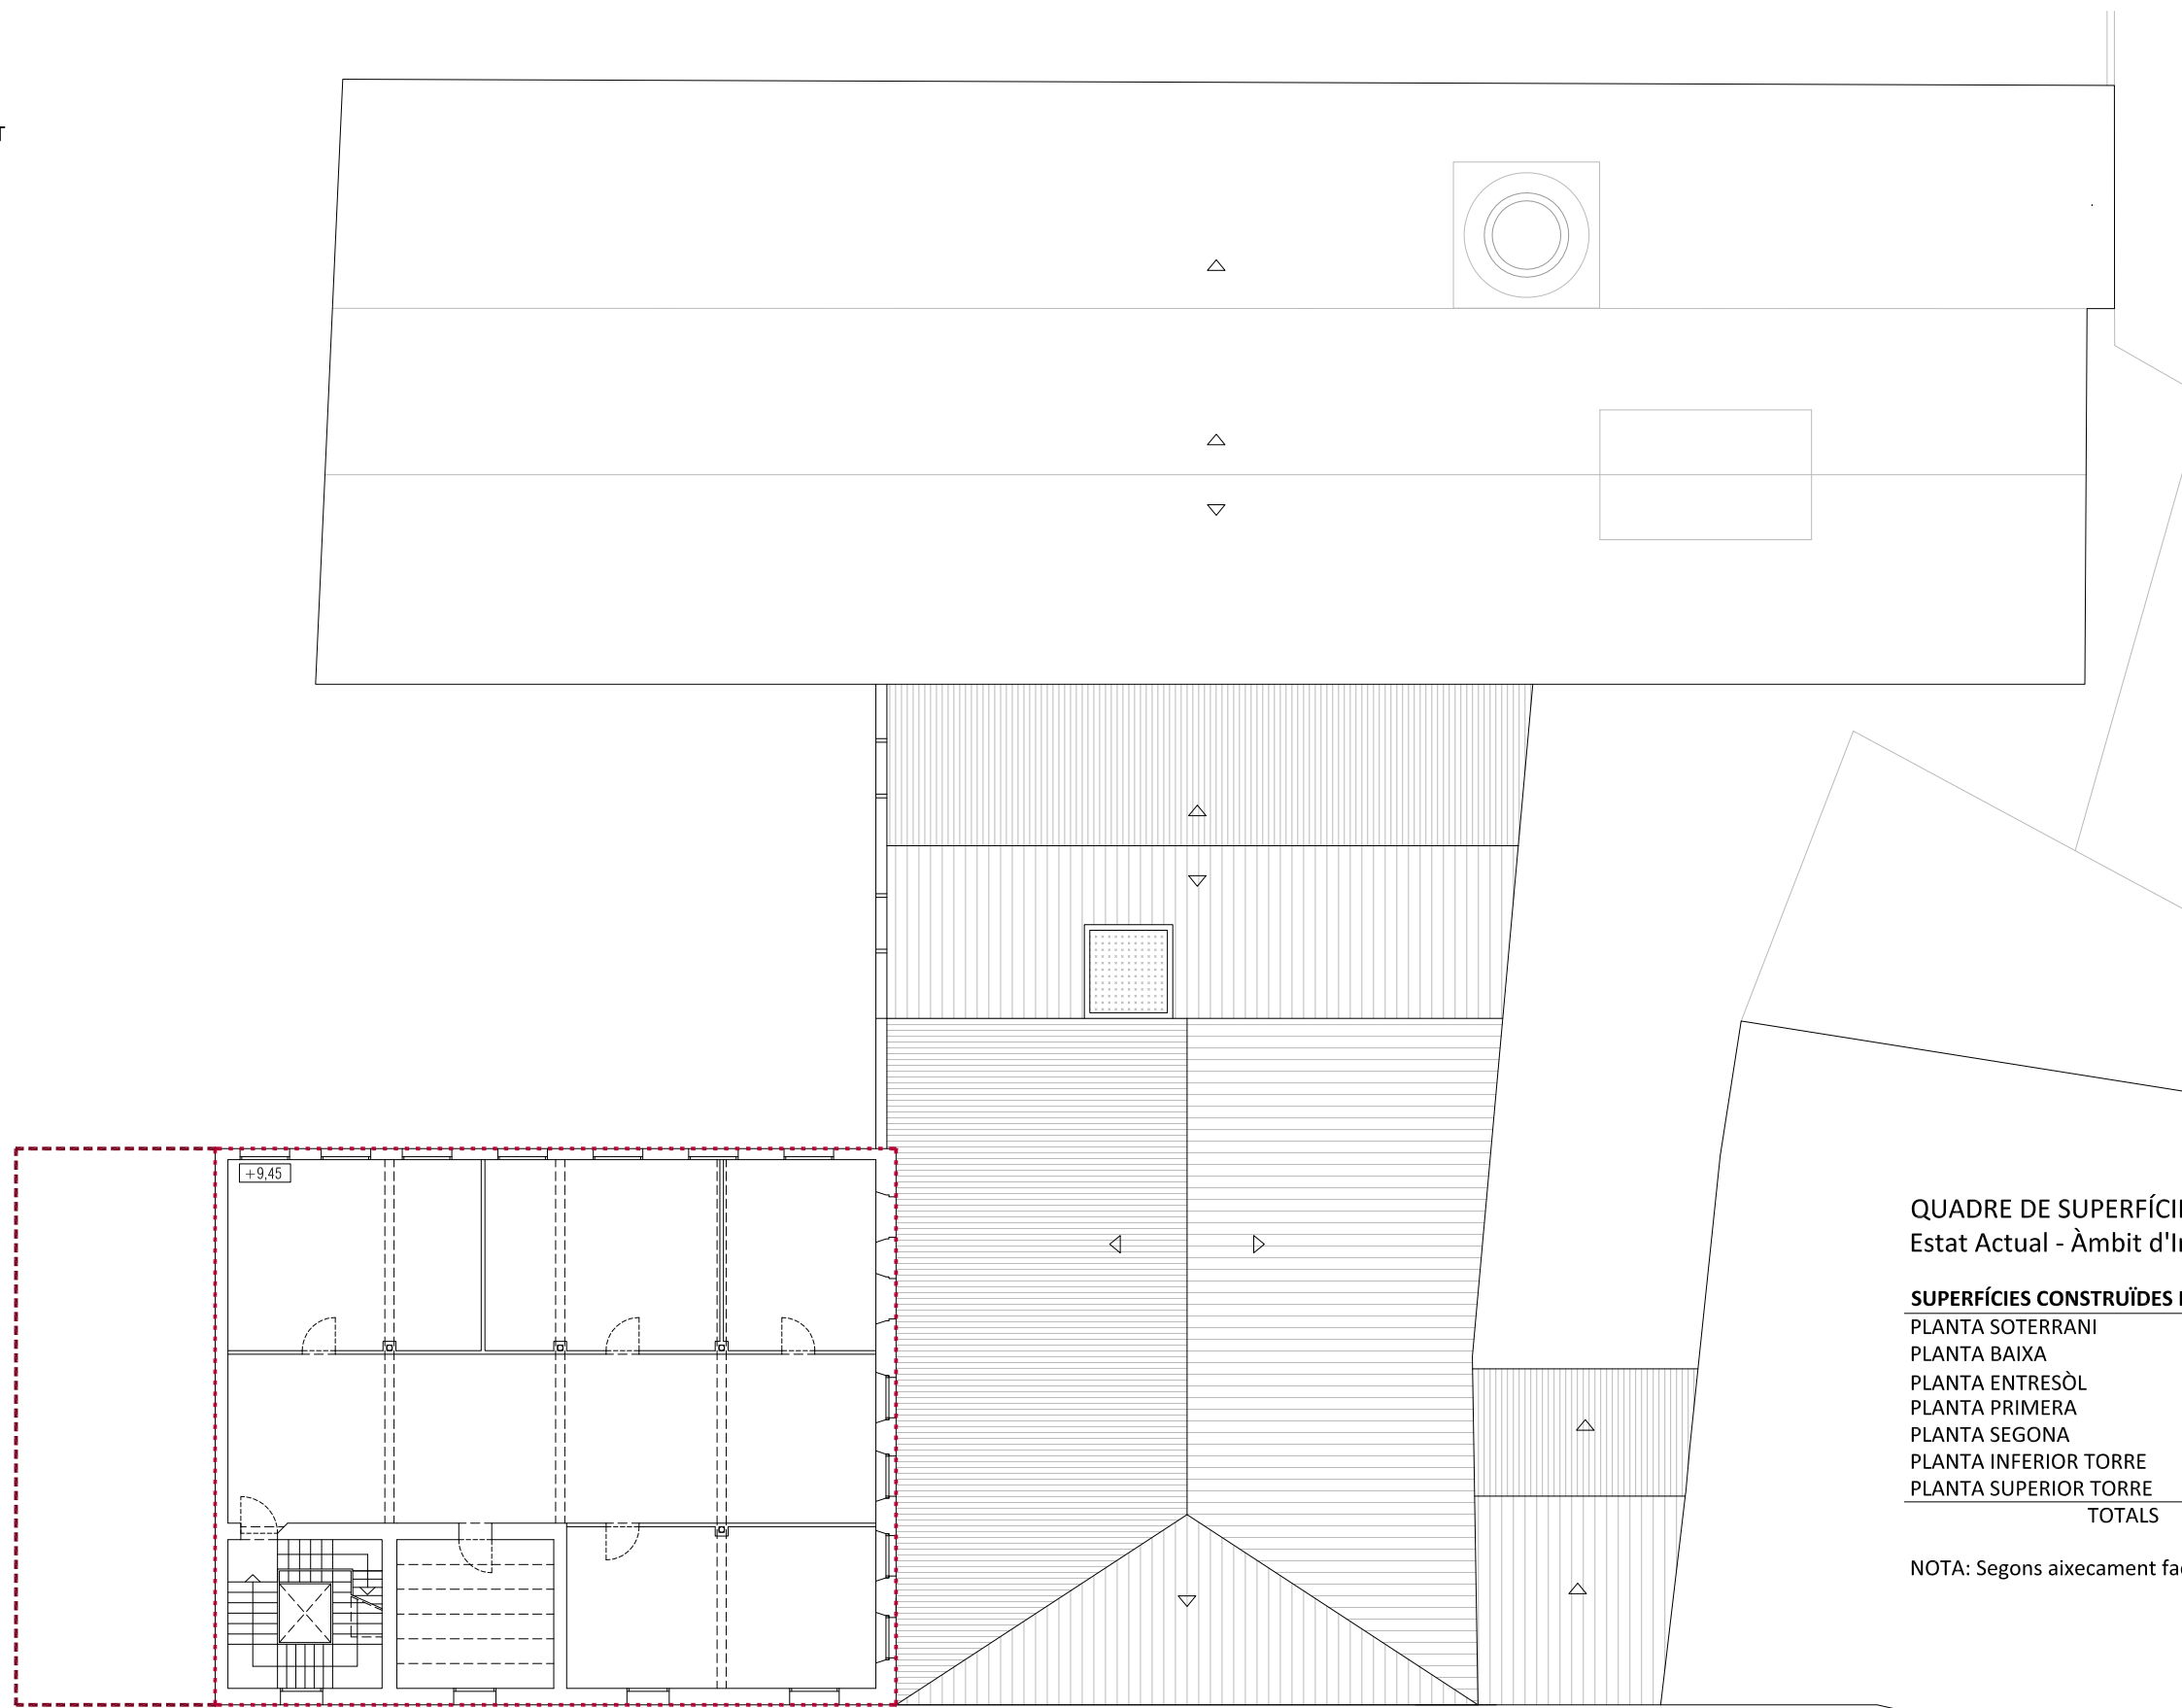 +9,45
QUADRE DE SUPERFÍCI
Estat Actual - Àmbit d'I
SUPERFÍCIES CONSTRUÏDES
PLANTA SOTERRANI
PLANTA BAIXA
PLANTA ENTRESÒL
PLANTA PRIMERA
PLANTA SEGONA
PLANTA INFERIOR TORRE
PLANTA SUPERIOR TORRE
TOTALS
NOTA: Segons aixecament fa